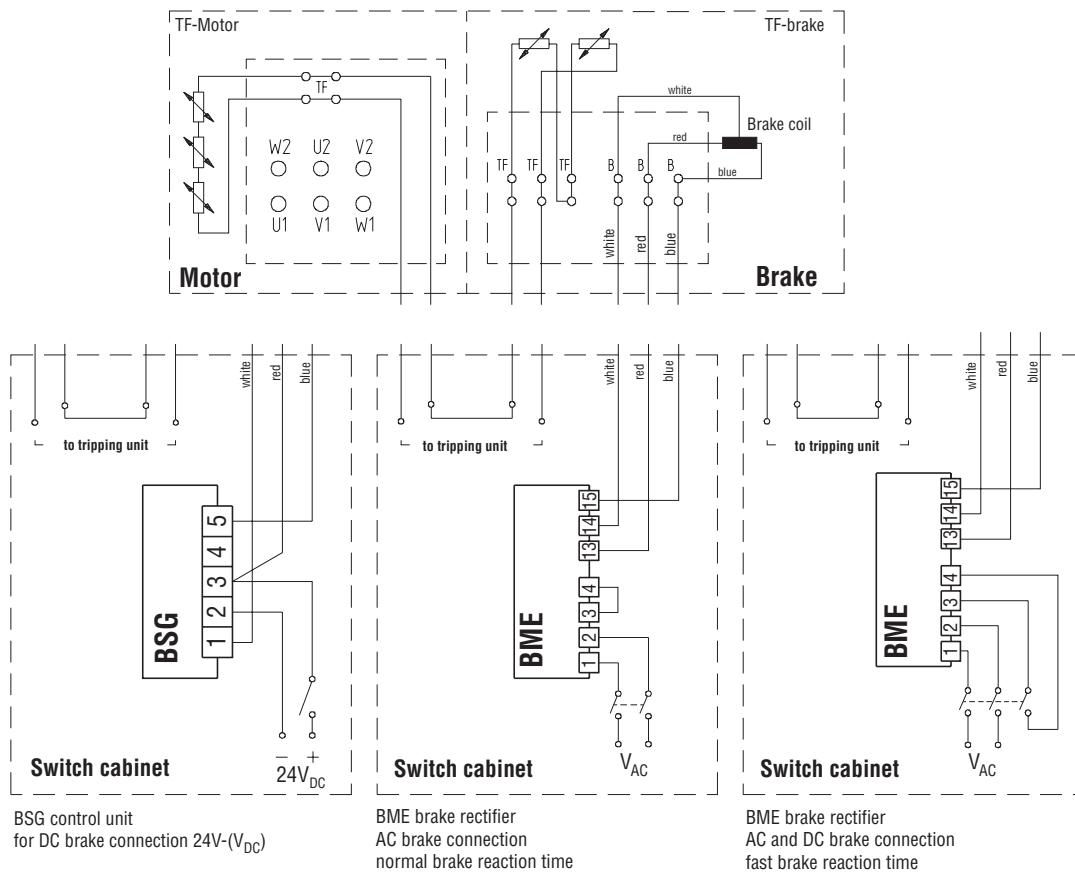 TF-Motor
TF-brake
TF
white
Brake coil
red
blue
W2 U2 V2
TF TF TF B B B
U1 V1 W1
white
red
blue
Motor
Brake
white
red
blue
to tripping unit
BSG
5
4
3
2
1
− +
24VDC
Switch cabinet
BSG control unit
for DC brake connection 24V-(VDC)
white
red
blue
to tripping unit
BME
15
14
13
4
3
2
1
VAC
Switch cabinet
BME brake rectifier
AC brake connection
normal brake reaction time
white
red
blue
to tripping unit
BME
15
14
13
4
3
2
1
VAC
Switch cabinet
BME brake rectifier
AC and DC brake connection
fast brake reaction time